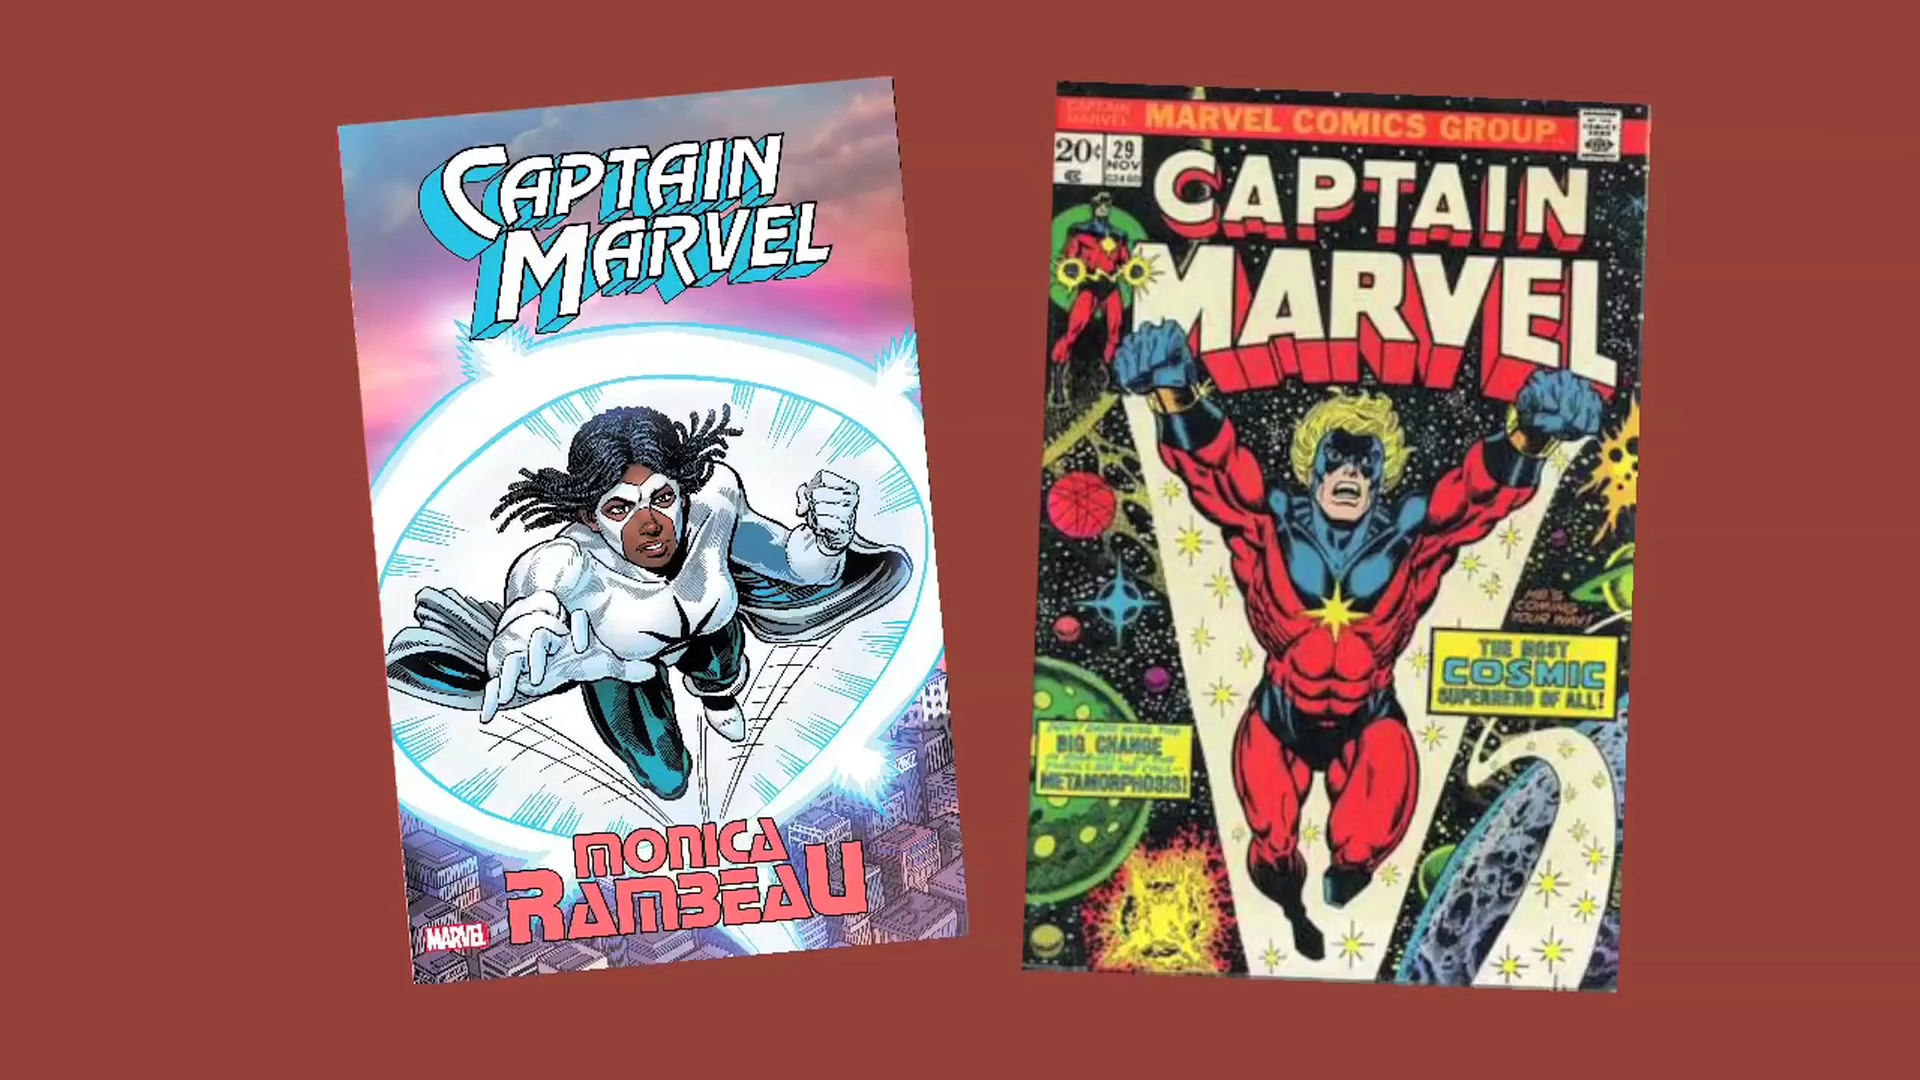 CAPTAIN
MARVEL
MONICA
RAMBEAU
MARVEL
CAPTAIN
MARVEL
MARVEL COMICS GROUP
20¢
29
NOV
CAPTAIN
MARVEL
HE'S
COMING
YOUR WAY!
THE MOST
COSMIC
SUPERHERO OF ALL!
BIG CHANGE
METAMORPHOSIS!